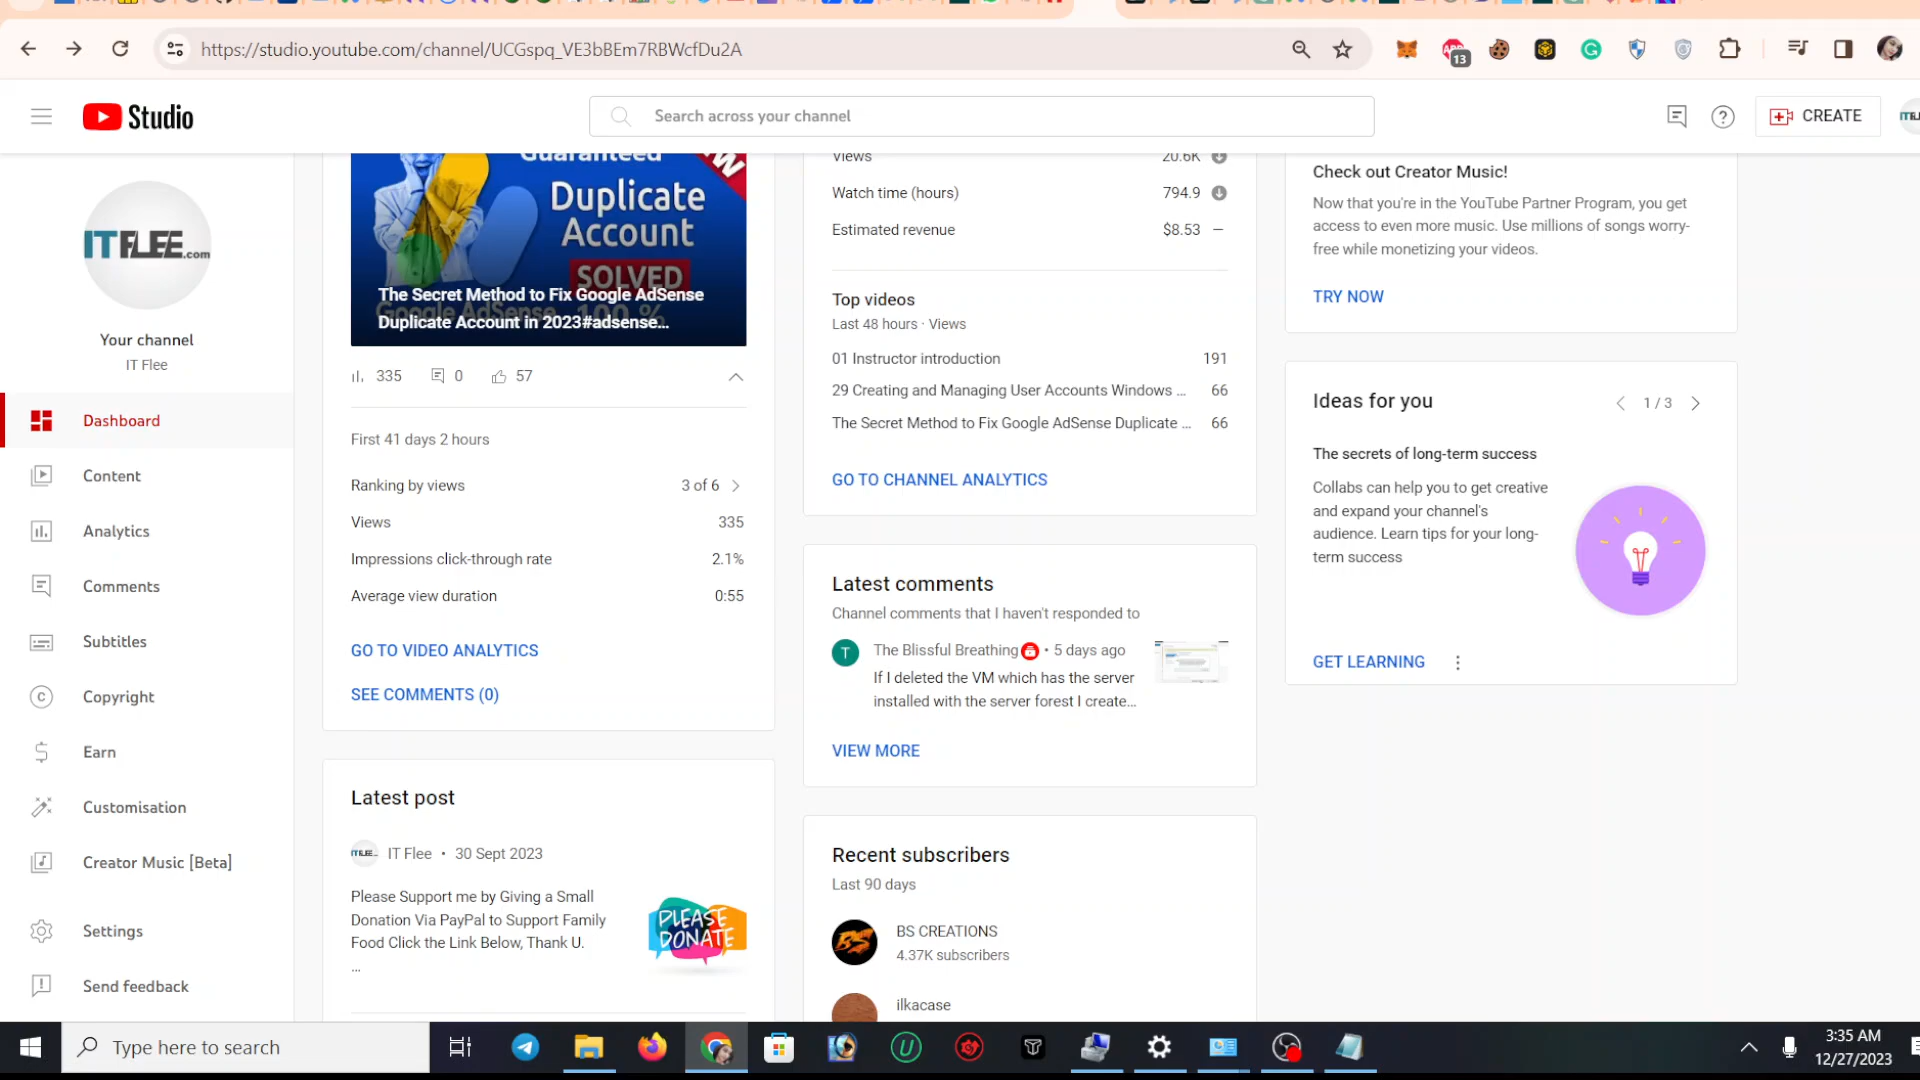 https://studio.youtube.com/channel/UCGspq_VE3bBEm7RBWcfDu2A
13
Studio
Search across your channel
CREATE
ITFLEE.com
Your channel
IT Flee
Dashboard
Content
Analytics
Comments
Subtitles
Copyright
Earn
Customisation
Creator Music [Beta]
Settings
Send feedback
Guaranteed
Duplicate
Account
SOLVED
The Secret Method to Fix Google AdSense
Duplicate Account in 2023#adsense...
335
0
57
First 41 days 2 hours
Ranking by views 3 of 6
Views 335
Impressions click-through rate 2.1%
Average view duration 0:55
GO TO VIDEO ANALYTICS
SEE COMMENTS (0)
Latest post
IT Flee • 30 Sept 2023
Please Support me by Giving a Small
Donation Via PayPal to Support Family
Food Click the Link Below, Thank U.
...
PLEASE
DONATE
Views 20.6K
Watch time (hours) 794.9
Estimated revenue $8.53 —
Top videos
Last 48 hours · Views
01 Instructor introduction 191
29 Creating and Managing User Accounts Windows ... 66
The Secret Method to Fix Google AdSense Duplicate ... 66
GO TO CHANNEL ANALYTICS
Latest comments
Channel comments that I haven't responded to
T
The Blissful Breathing • 5 days ago
If I deleted the VM which has the server
installed with the server forest I create...
VIEW MORE
Recent subscribers
Last 90 days
BS CREATIONS
4.37K subscribers
ilkacase
Check out Creator Music!
Now that you're in the YouTube Partner Program, you get
access to even more music. Use millions of songs worry-
free while monetizing your videos.
TRY NOW
Ideas for you
1 / 3
The secrets of long-term success
Collabs can help you to get creative
and expand your channel's
audience. Learn tips for your long-
term success
GET LEARNING
Type here to search
3:35 AM
12/27/2023